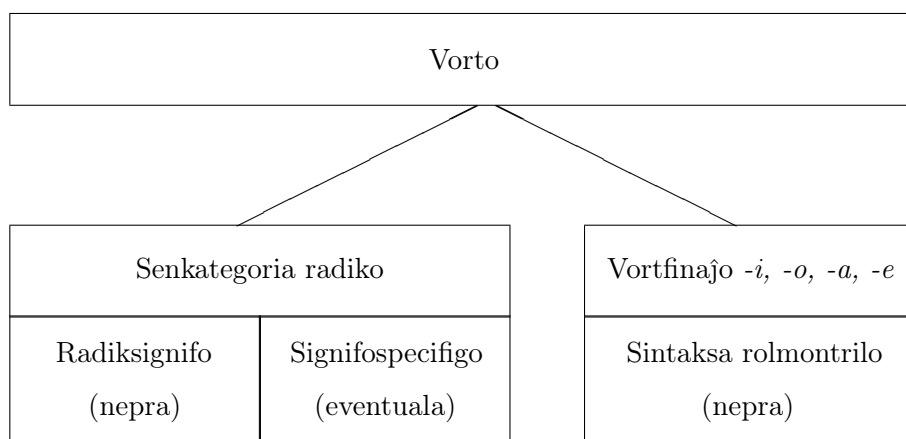 Vorto
Senkategoria radiko
Vortfinaĵo -i, -o, -a, -e
Radiksignifo
(nepra)
Signifospecifigo
(eventuala)
Sintaksa rolmontrilo
(nepra)